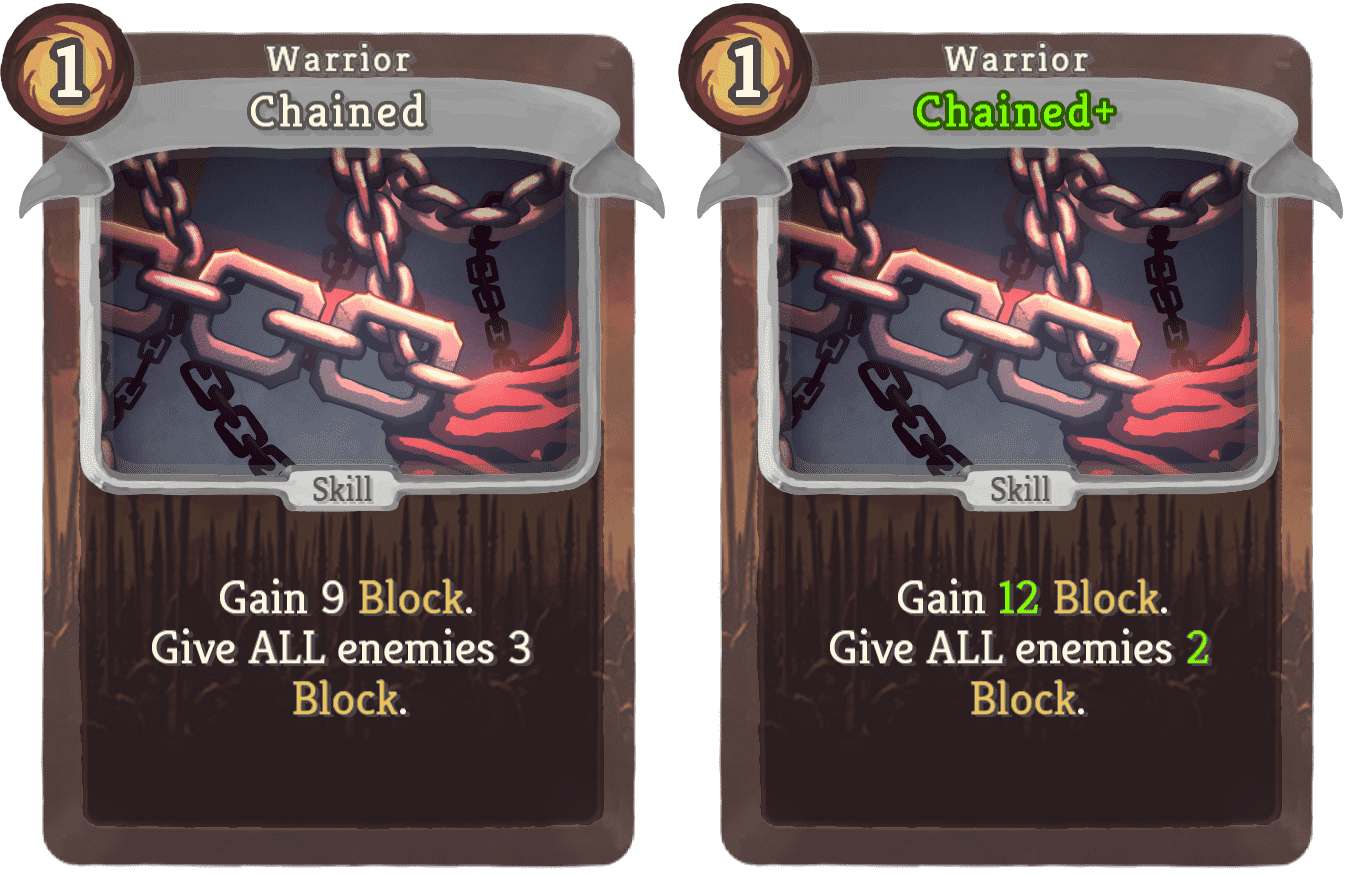 1
Warrior
Chained
Skill
Gain 9 Block.
Give ALL enemies 3
Block.
1
Warrior
Chained+
Skill
Gain 12 Block.
Give ALL enemies 2
Block.